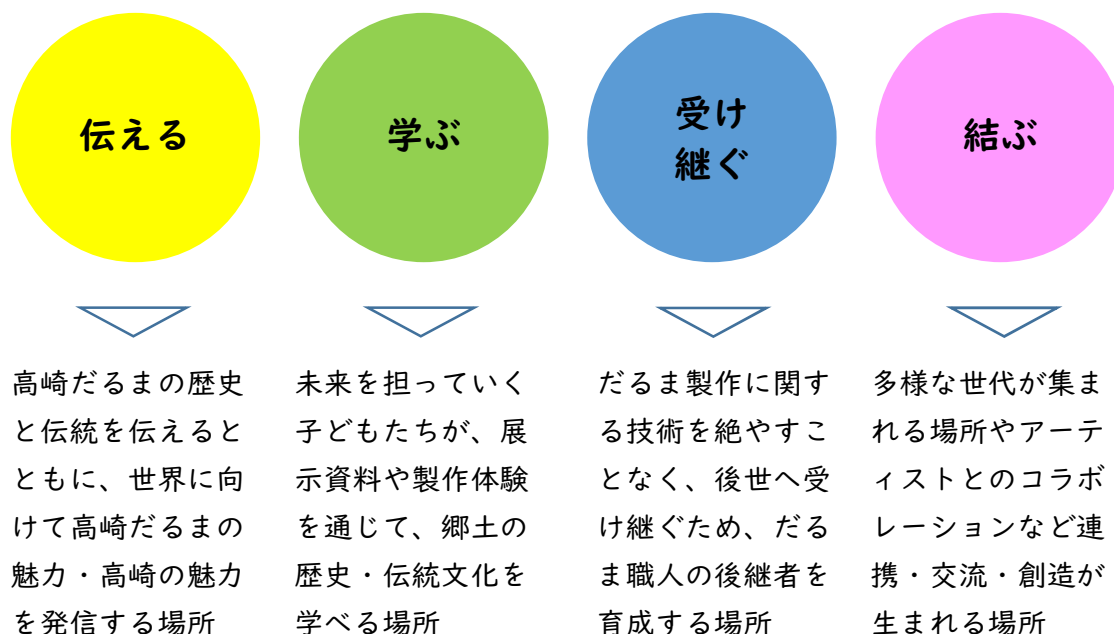 伝える
学ぶ
受け
継ぐ
結ぶ
高崎だるまの歴史
と伝統を伝えると
ともに、世界に向
けて高崎だるまの
魅力・高崎の魅力
を発信する場所
未来を担っていく
子どもたちが、展
示資料や製作体験
を通じて、郷土の
歴史・伝統文化を
学べる場所
だるま製作に関す
る技術を絶やすこ
となく、後世へ受
け継ぐため、だる
ま職人の後継者を
育成する場所
多様な世代が集ま
れる場所やアーテ
ィストとのコラボ
レーションなど連
携・交流・創造が
生まれる場所